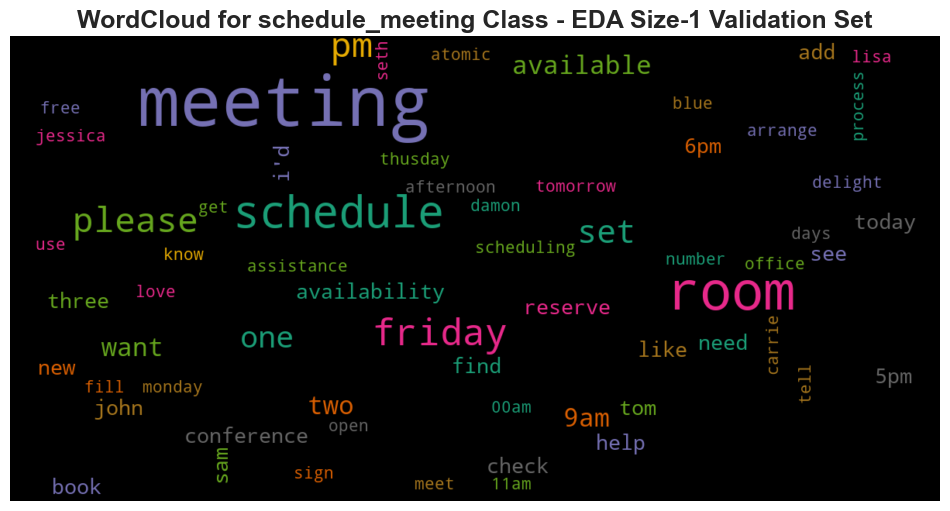 WordCloud for schedule_meeting Class - EDA Size-1 Validation Set
pm
seth
atomic
available
add
lisa
meeting
free
jessica
blue
process
arrange
6pm
i'd
thusday
afternoon
tomorrow
delight
please
get
schedule
damon
set
today
days
use
know
scheduling
see
assistance
number
office
three
love
availability
room
reserve
want
one
friday
like
need
carrie
find
new
fill
monday
tell
5pm
john
two
00am
9am
tom
conference
open
help
sam
sign
check
book
meet
11am